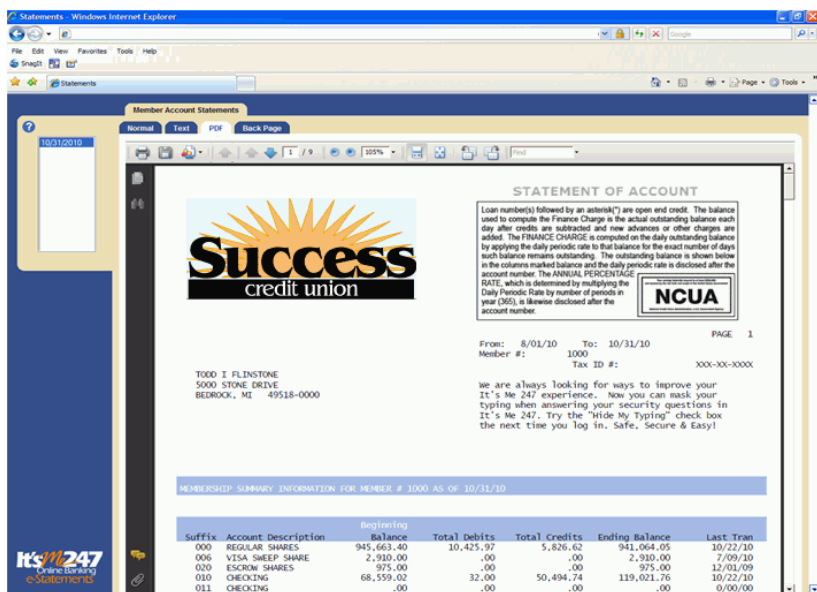 Statements - Windows Internet Explorer
Google
File Edit View Favorites Tools Help
SnagIt
Statements
Page Tools
Member Account Statements
Normal Text PDF Back Page
10/31/2010
1 / 9 105% Find
STATEMENT OF ACCOUNT
Success
credit union
Loan number(s) followed by an asterisk(*) are open end credit. The balance
used to compute the Finance Charge is the actual outstanding balance each
day after credits are subtracted and new advances or other charges are
added. The FINANCE CHARGE is computed on the daily outstanding balance
by applying the daily periodic rate to that balance for the exact number of days
such balance remains outstanding. The outstanding balance is shown below
in the columns marked balance and the daily periodic rate is disclosed after the
account number. The ANNUAL PERCENTAGE
RATE, which is determined by multiplying the
Daily Periodic Rate by number of periods in
year (365), is likewise disclosed after the
account number.
NCUA
PAGE 1
From: 8/01/10 To: 10/31/10
Member #: 1000
Tax ID #: XXX-XX-XXXX
TODD I FLINSTONE
5000 STONE DRIVE
BEDROCK, MI 49518-0000
We are always looking for ways to improve your
It's Me 247 experience. Now you can mask your
typing when answering your security questions in
It's Me 247. Try the "Hide My Typing" check box
the next time you log in. Safe, Secure & Easy!
MEMBERSHIP SUMMARY INFORMATION FOR MEMBER # 1000 AS OF 10/31/10
Beginning
Suffix Account Description Balance Total Debits Total Credits Ending Balance Last Tran
000 REGULAR SHARES 945,663.40 10,425.97 5,826.62 941,064.05 10/22/10
006 VISA SWEEP SHARE 2,910.00 .00 .00 2,910.00 7/09/10
020 ESCROW SHARES 975.00 .00 .00 975.00 12/01/09
010 CHECKING 68,559.02 32.00 50,494.74 119,021.76 10/22/10
011 CHECKING .00 .00 .00 .00 0/00/00
It's Me 247
Online Banking
e-Statements